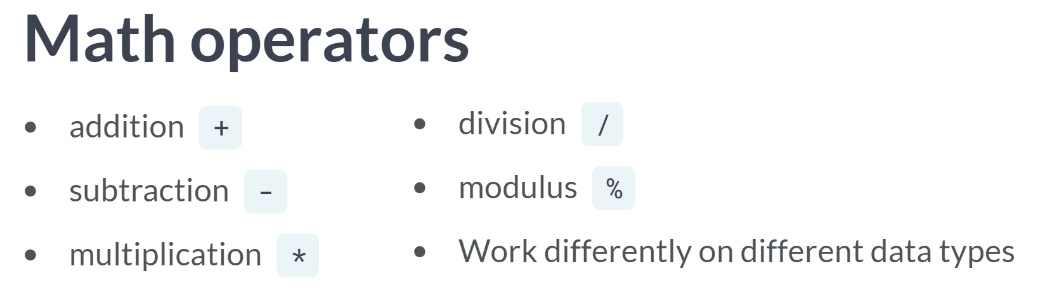 Math operators
• addition +
• subtraction -
• multiplication *
• division /
• modulus %
• Work differently on different data types